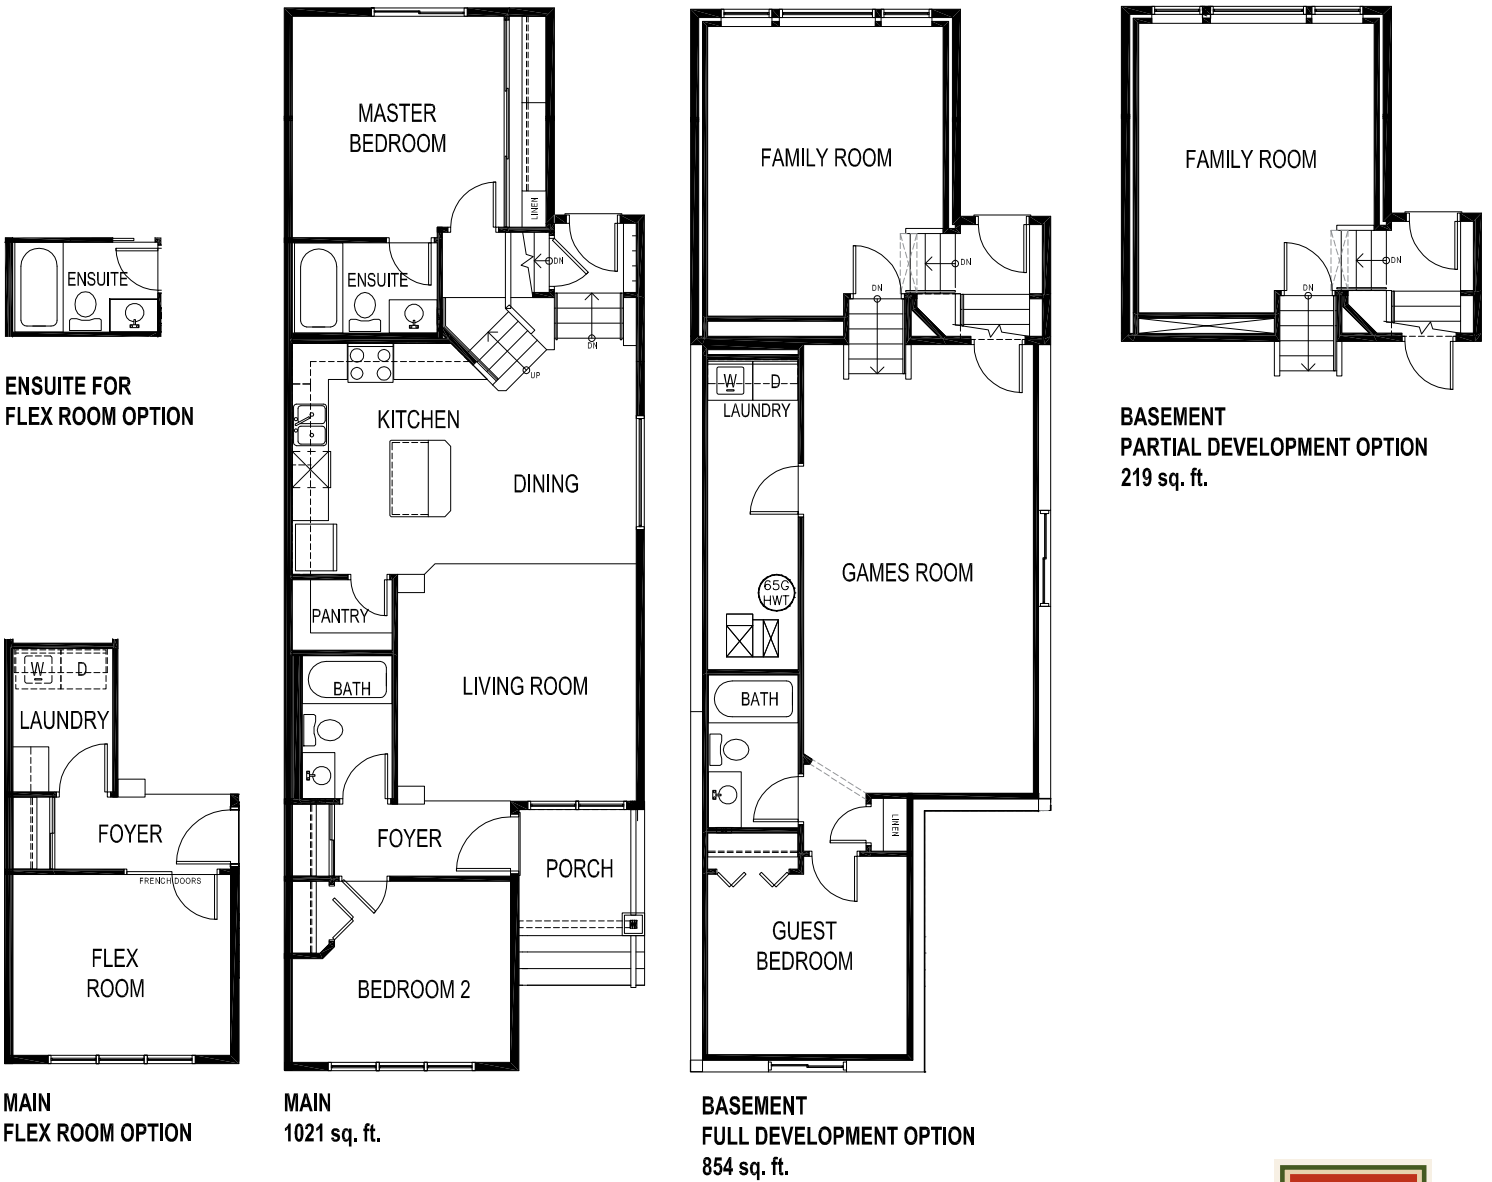 ENSUITE
ENSUITE FOR
FLEX ROOM OPTION
W D
LAUNDRY
FOYER
FRENCH DOORS
FLEX
ROOM
MAIN
FLEX ROOM OPTION
MASTER
BEDROOM
LINEN
DN
ENSUITE
DN
UP
KITCHEN
DINING
PANTRY
LIVING ROOM
BATH
FOYER
PORCH
BEDROOM 2
MAIN
1021 sq. ft.
FAMILY ROOM
DN
DN
W D
LAUNDRY
GAMES ROOM
65G
HWT
BATH
LINEN
GUEST
BEDROOM
BASEMENT
FULL DEVELOPMENT OPTION
854 sq. ft.
FAMILY ROOM
DN
DN
BASEMENT
PARTIAL DEVELOPMENT OPTION
219 sq. ft.